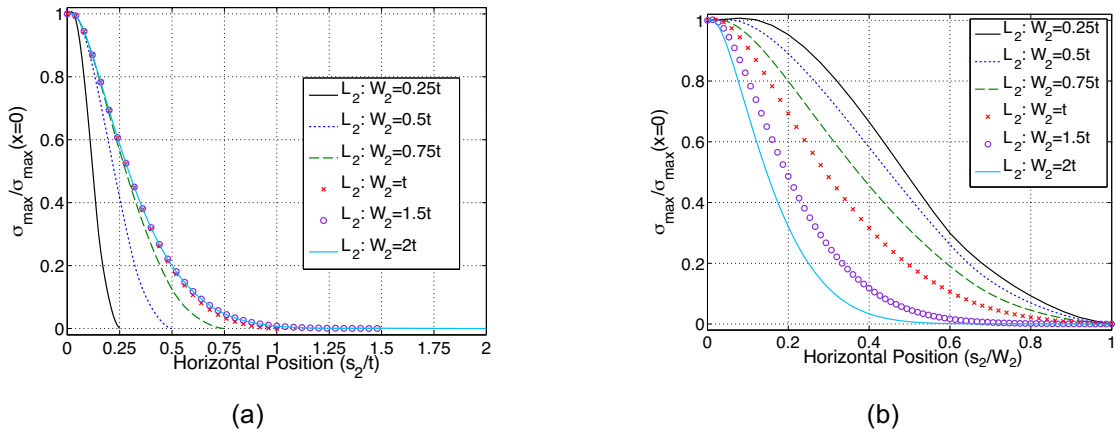 σmax/σmax(x=0)
1
0.8
0.6
0.4
0.2
0
0 0.25 0.5 0.75 1 1.25 1.5 1.75 2
Horizontal Position (s2/t)
L2: W2=0.25t
L2: W2=0.5t
L2: W2=0.75t
L2: W2=t
L2: W2=1.5t
L2: W2=2t
(a)
σmax/σmax(x=0)
1
0.8
0.6
0.4
0.2
0
0 0.2 0.4 0.6 0.8 1
Horizontal Position (s2/W2)
L2: W2=0.25t
L2: W2=0.5t
L2: W2=0.75t
L2: W2=t
L2: W2=1.5t
L2: W2=2t
(b)